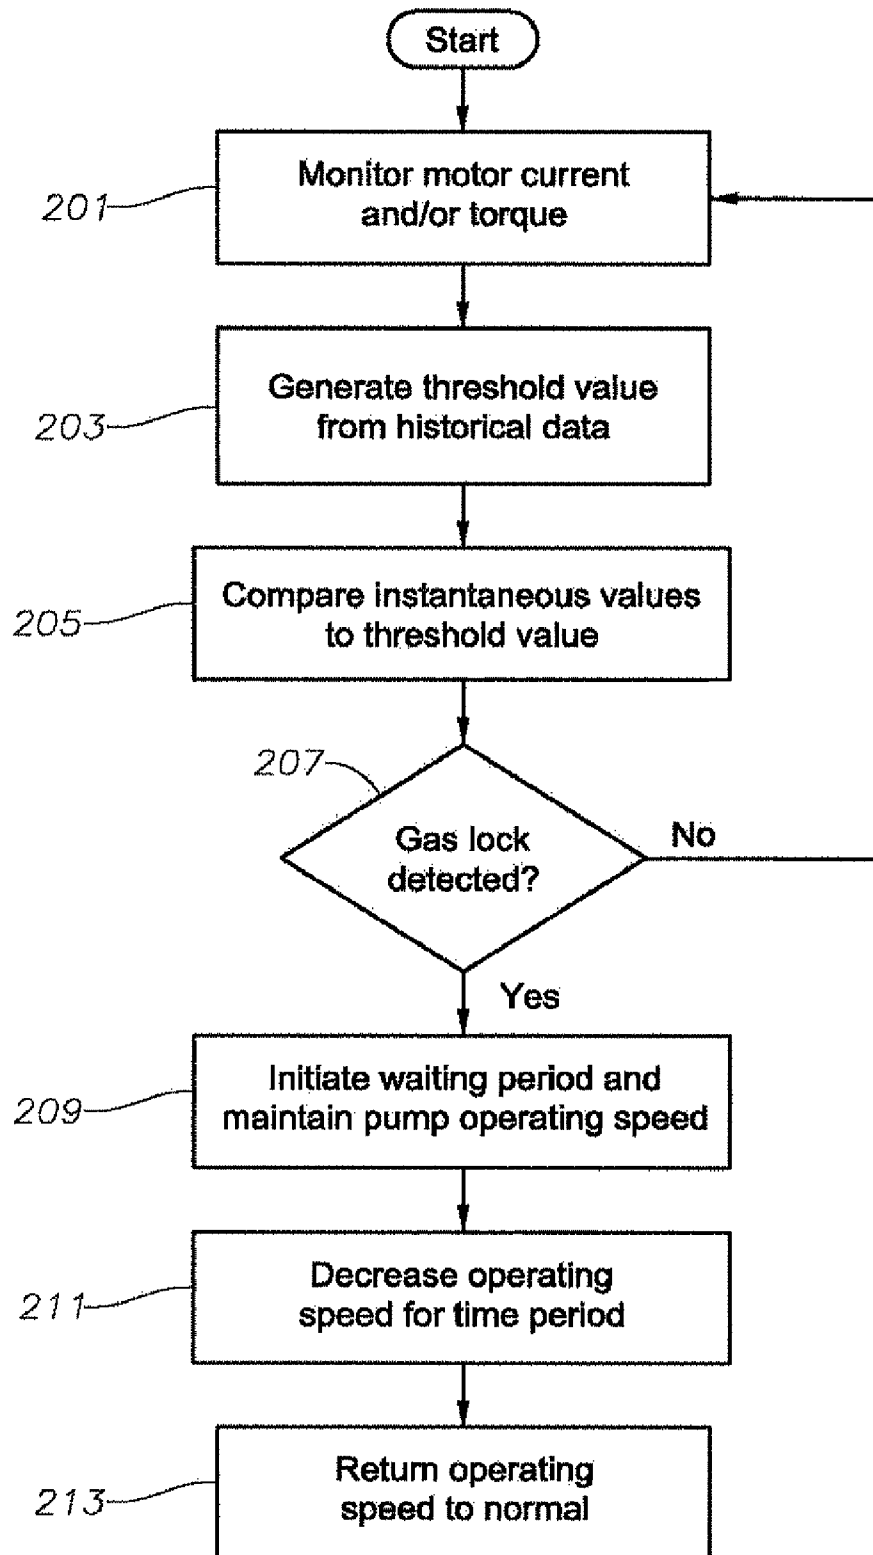 Start
201
Monitor motor current
and/or torque
203
Generate threshold value
from historical data
205
Compare instantaneous values
to threshold value
207
Gas lock
detected?
No
Yes
209
Initiate waiting period and
maintain pump operating speed
211
Decrease operating
speed for time period
213
Return operating
speed to normal